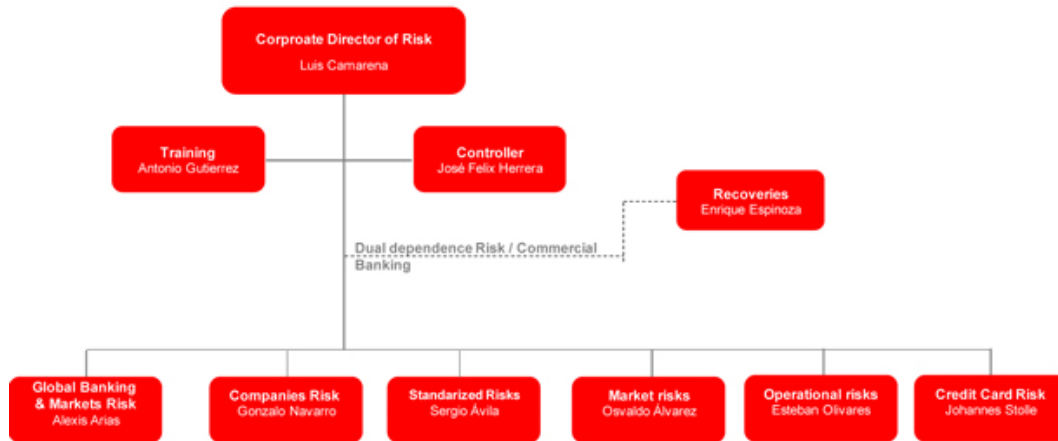 Corproate Director of Risk
Luis Camarena
Training
Antonio Gutierrez
Controller
José Felix Herrera
Recoveries
Enrique Espinoza
Dual dependence Risk / Commercial
Banking
Global Banking
& Markets Risk
Alexis Arias
Companies Risk
Gonzalo Navarro
Standarized Risks
Sergio Ávila
Market risks
Osvaldo Álvarez
Operational risks
Esteban Olivares
Credit Card Risk
Johannes Stolle